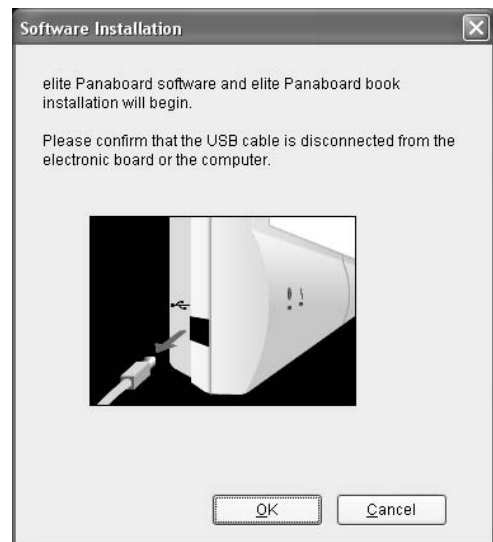 Software Installation
elite Panaboard software and elite Panaboard book
installation will begin.
Please confirm that the USB cable is disconnected from the
electronic board or the computer.
OK
Cancel